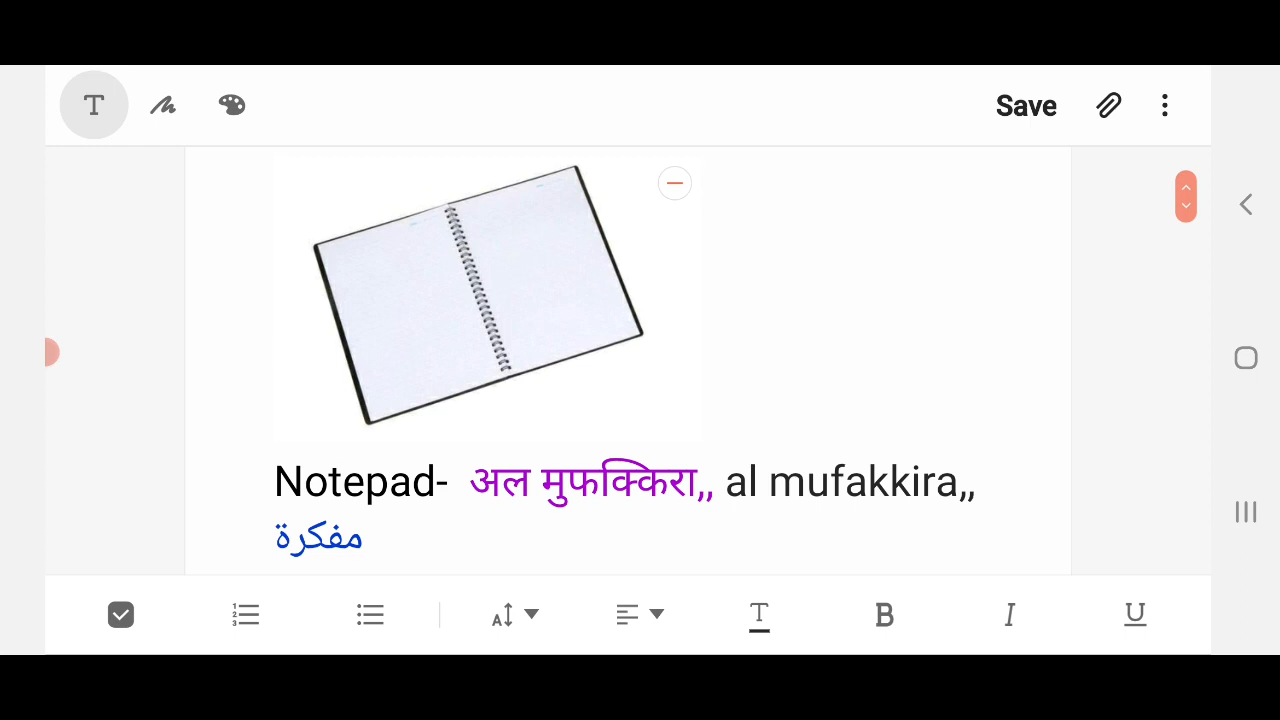 Save
Notepad- अल मुफक्किरा,, al mufakkira,,
مفكرة